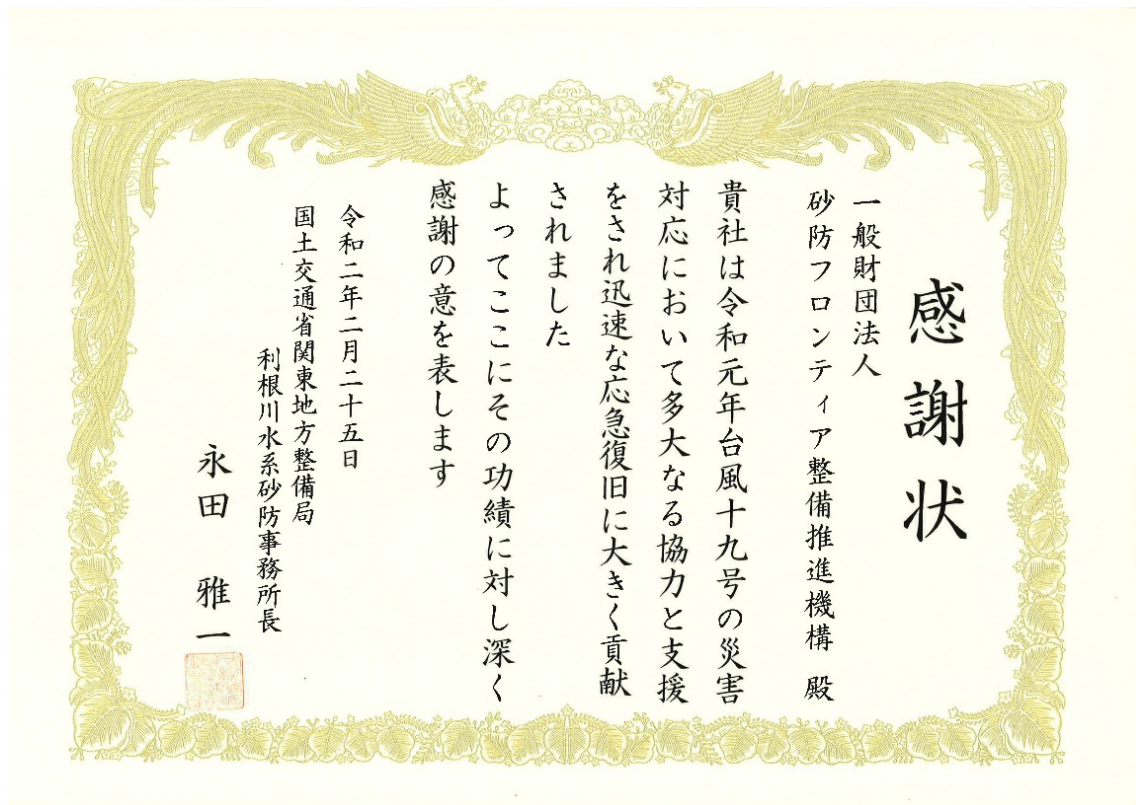 感謝状
一般財団法人
砂防フロンティア整備推進機構 殿
貴社は令和元年台風十九号の災害
対応において多大なる協力と支援
をされ迅速な応急復旧に大きく貢献
されました
よってここにその功績に対し深く
感謝の意を表します
令和二年二月二十五日
国土交通省関東地方整備局
利根川水系砂防事務所長
永田 雅一